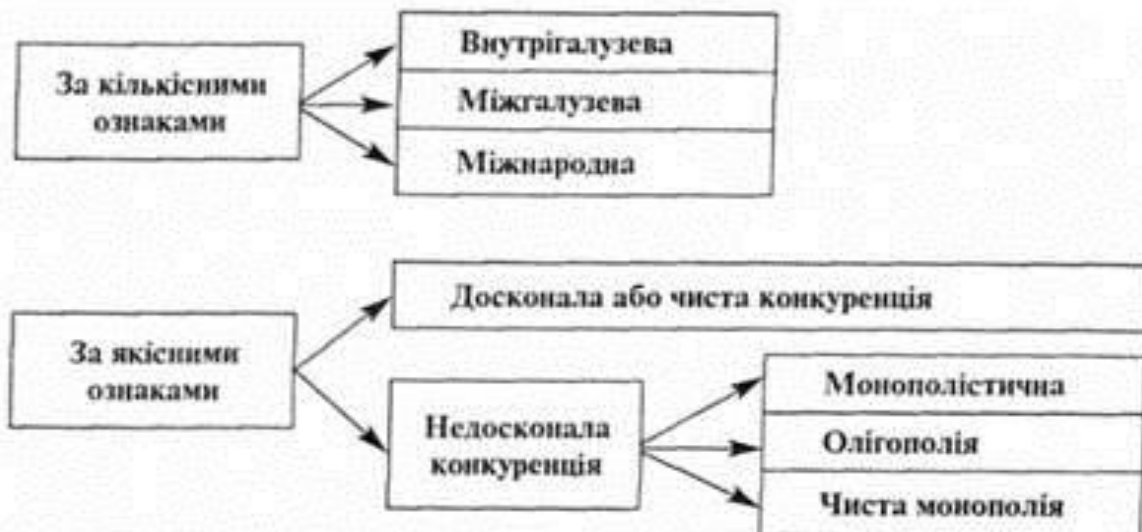 За кількісними
ознаками
Внутрігалузева
Міжгалузева
Міжнародна
За якісними
ознаками
Досконала або чиста конкуренція
Недосконала
конкуренція
Монополістична
Олігополія
Чиста монополія